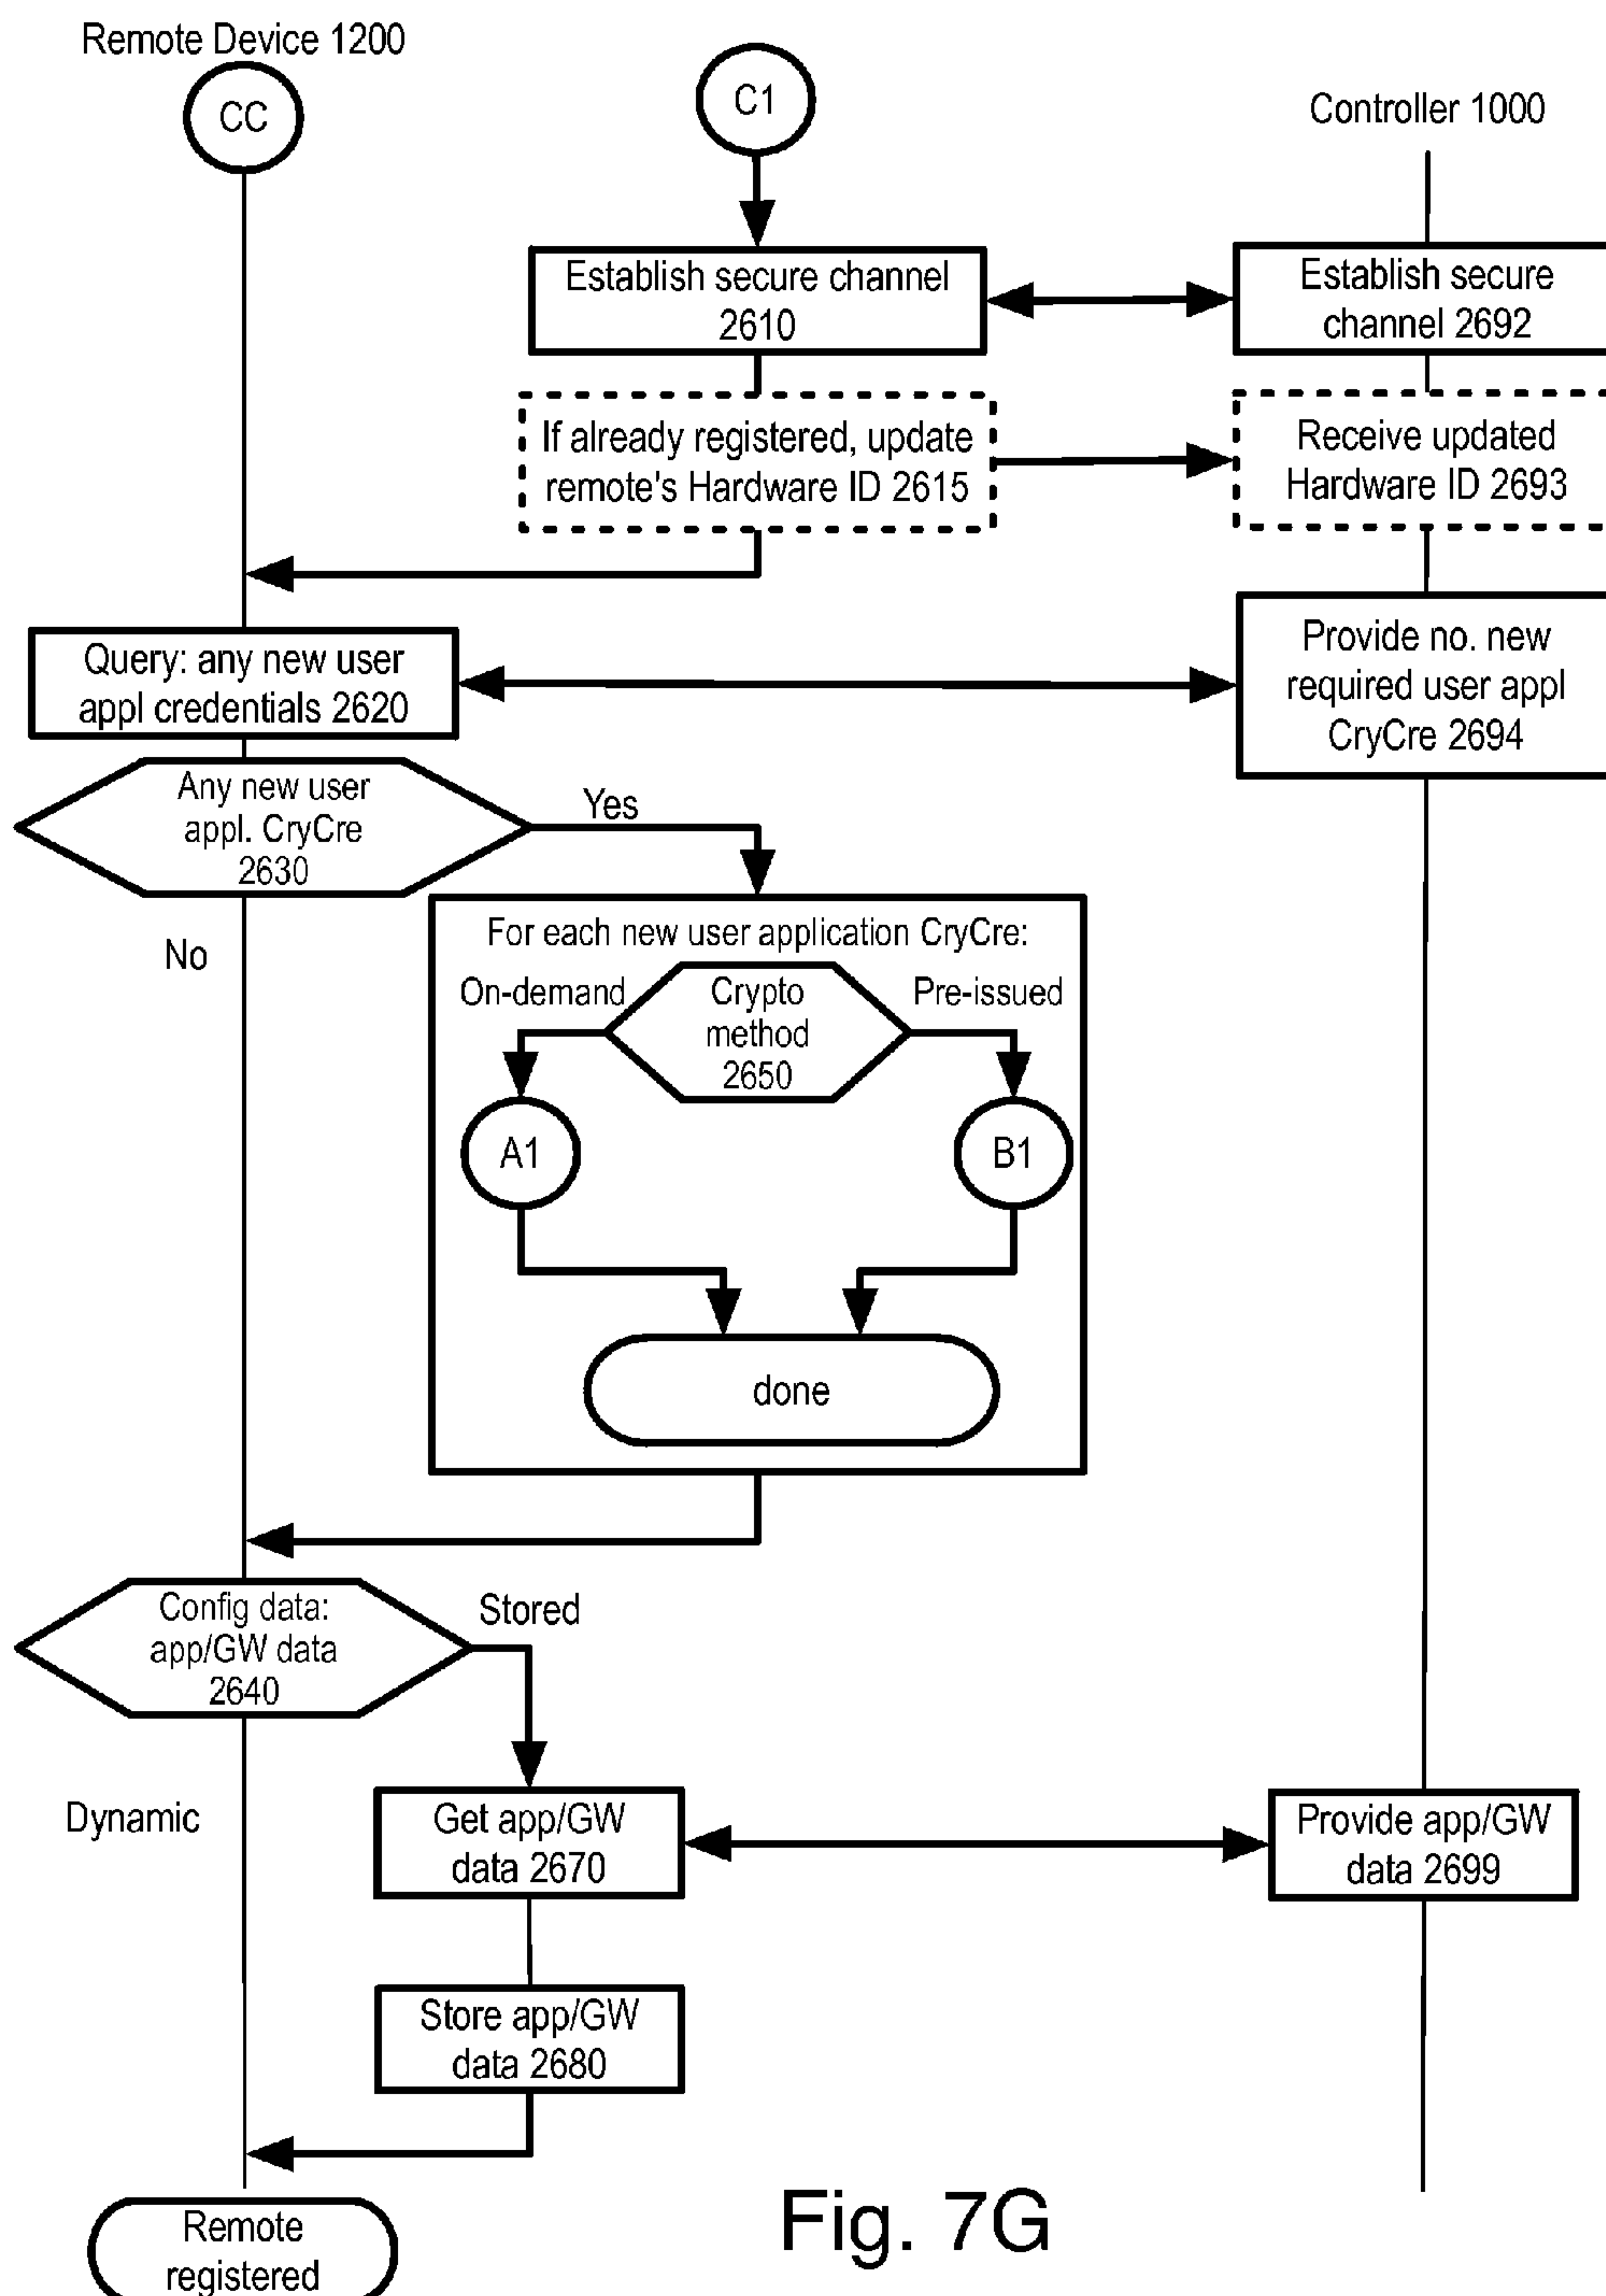 Remote Device 1200
CC
C1
Controller 1000
Establish secure channel
2610
Establish secure
channel 2692
If already registered, update
remote's Hardware ID 2615
Receive updated
Hardware ID 2693
Query: any new user
appl credentials 2620
Provide no. new
required user appl
CryCre 2694
Any new user
appl. CryCre
2630
Yes
No
For each new user application CryCre:
On-demand
Crypto
method
2650
Pre-issued
A1
B1
done
Config data:
app/GW data
2640
Stored
Dynamic
Get app/GW
data 2670
Provide app/GW
data 2699
Store app/GW
data 2680
Remote
registered
Fig. 7G